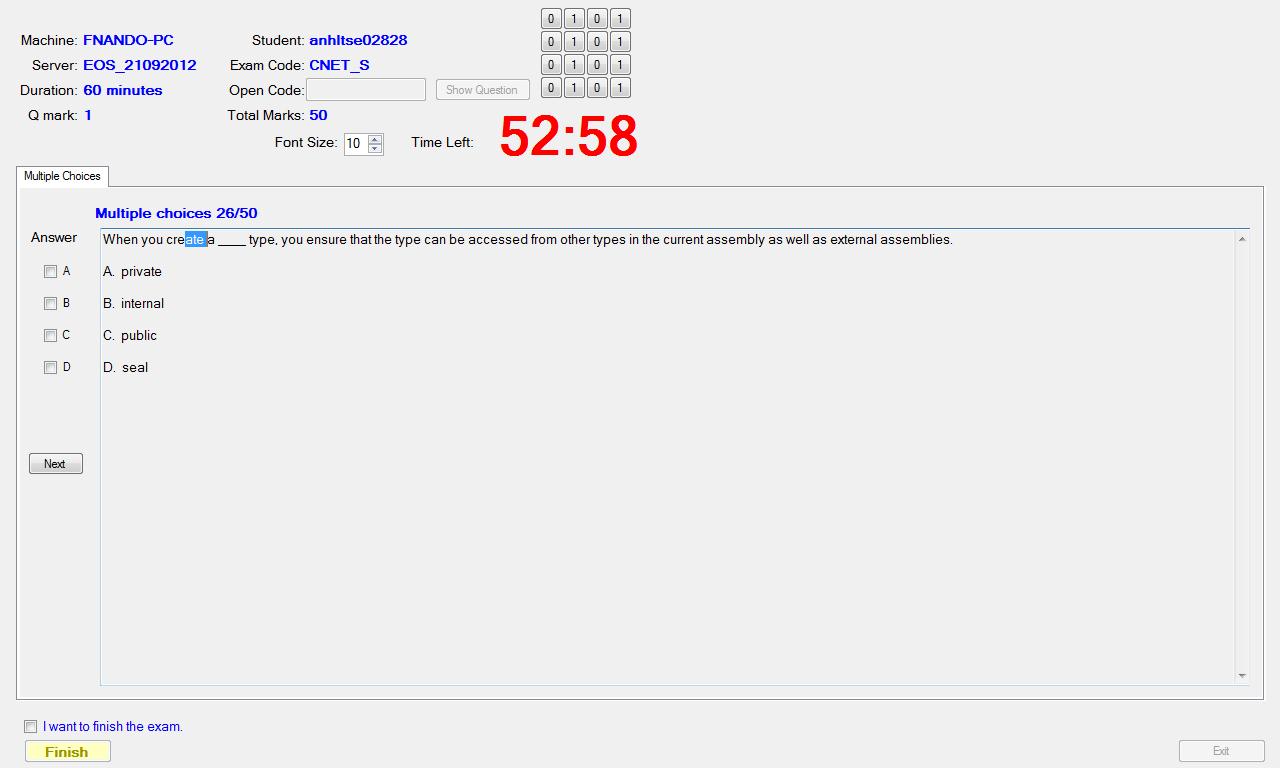 0 1 0 1
Machine: FNANDO-PC Student: anhltse02828 0 1 0 1
Server: EOS_21092012 Exam Code: CNET_S 0 1 0 1
Duration: 60 minutes Open Code: Show Question 0 1 0 1
Q mark: 1 Total Marks: 50
Font Size: 10 Time Left: 52:58
Multiple Choices
Multiple choices 26/50
Answer When you create a ____ type, you ensure that the type can be accessed from other types in the current assembly as well as external assemblies.
A A. private
B B. internal
C C. public
D D. seal
Next
I want to finish the exam.
Finish Exit